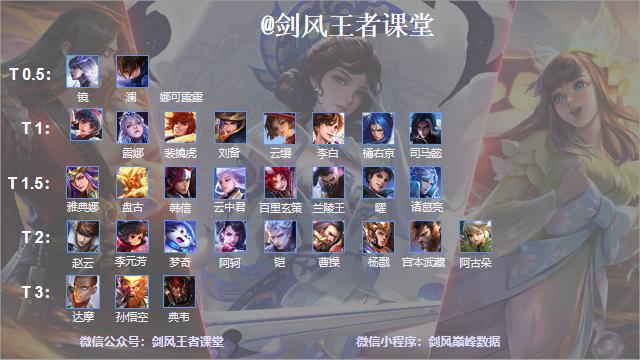 @剑风王者课堂
T 0.5:
镜 澜 娜可露露
T 1:
露娜 裴擒虎 刘备 云缨 李白 橘右京 司马懿
T 1.5:
雅典娜 盘古 韩信 云中君 百里玄策 兰陵王 曜 诸葛亮
T 2:
赵云 李元芳 梦奇 阿轲 铠 曹操 杨戬 宫本武藏 阿古朵
T 3:
达摩 孙悟空 典韦
微信公众号：剑风王者课堂 微信小程序：剑风巅峰数据